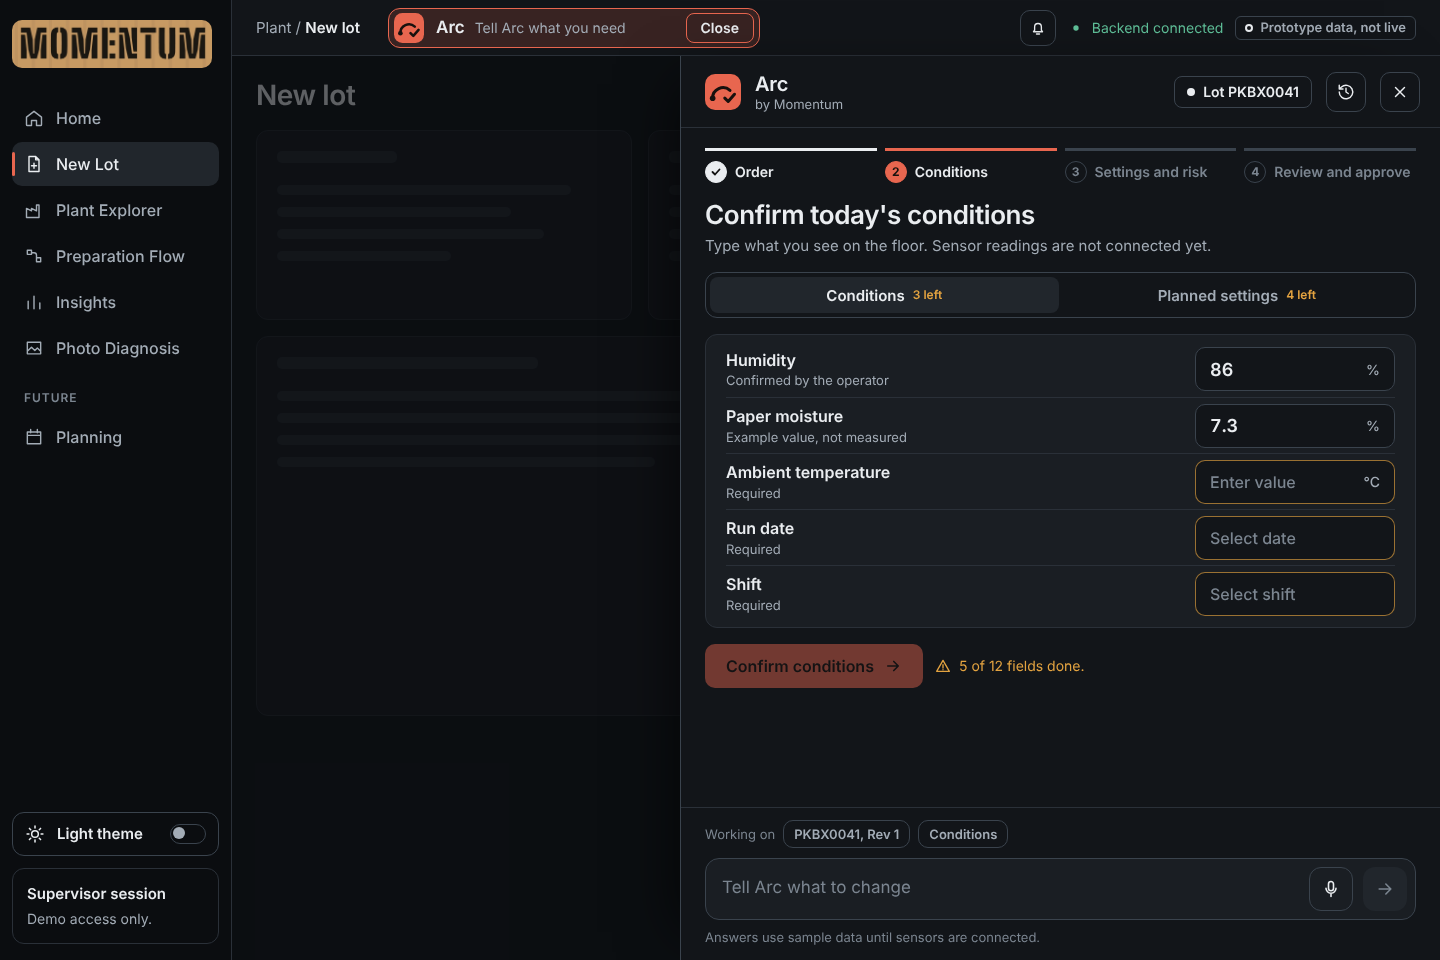 MOMENTUM
Plant / New lot
Arc Tell Arc what you need Close
Backend connected
Prototype data, not live
Home
New Lot
Plant Explorer
Preparation Flow
Insights
Photo Diagnosis
FUTURE
Planning
Light theme
Supervisor session
Demo access only.
New lot
Arc
by Momentum
Lot PKBX0041
Order
2 Conditions
3 Settings and risk
4 Review and approve
Confirm today's conditions
Type what you see on the floor. Sensor readings are not connected yet.
Conditions 3 left
Planned settings 4 left
Humidity
Confirmed by the operator
86 %
Paper moisture
Example value, not measured
7.3 %
Ambient temperature
Required
Enter value °C
Run date
Required
Select date
Shift
Required
Select shift
Confirm conditions
5 of 12 fields done.
Working on PKBX0041, Rev 1 Conditions
Tell Arc what to change
Answers use sample data until sensors are connected.